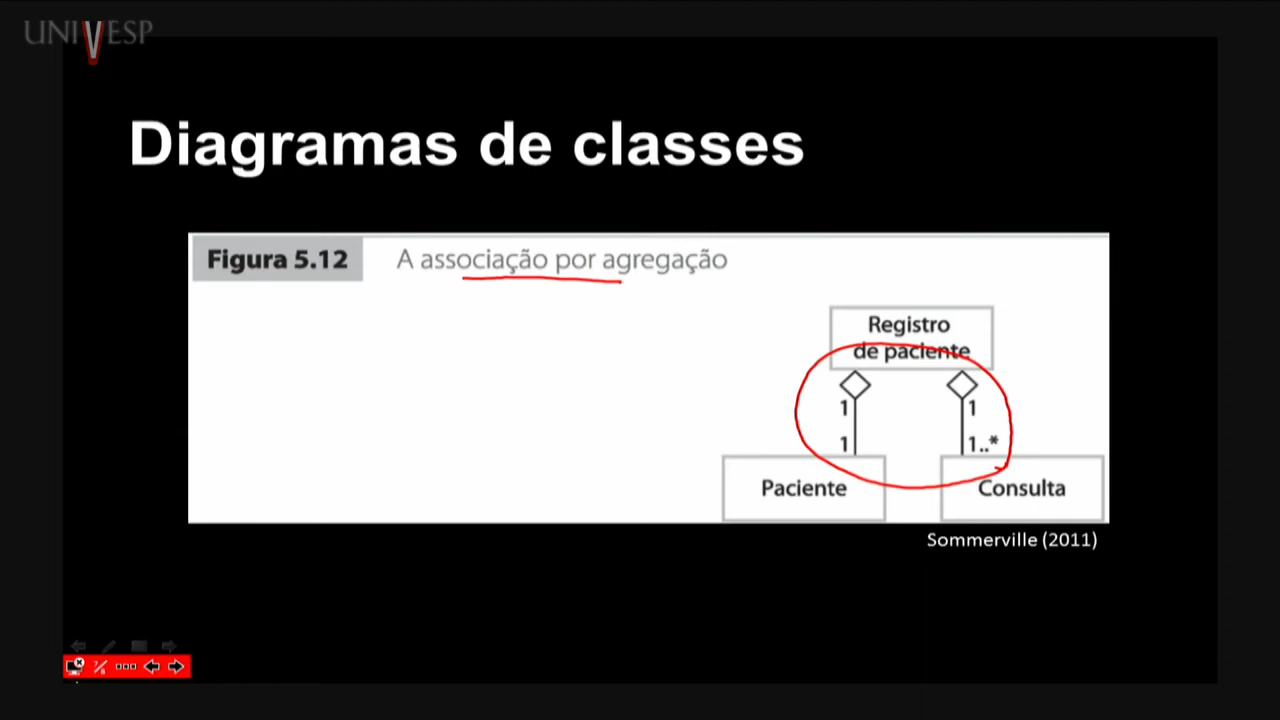 UNIVESP
Diagramas de classes
Figura 5.12 A associação por agregação
Registro
de paciente
1 1
1 1..*
Paciente Consulta
Sommerville (2011)